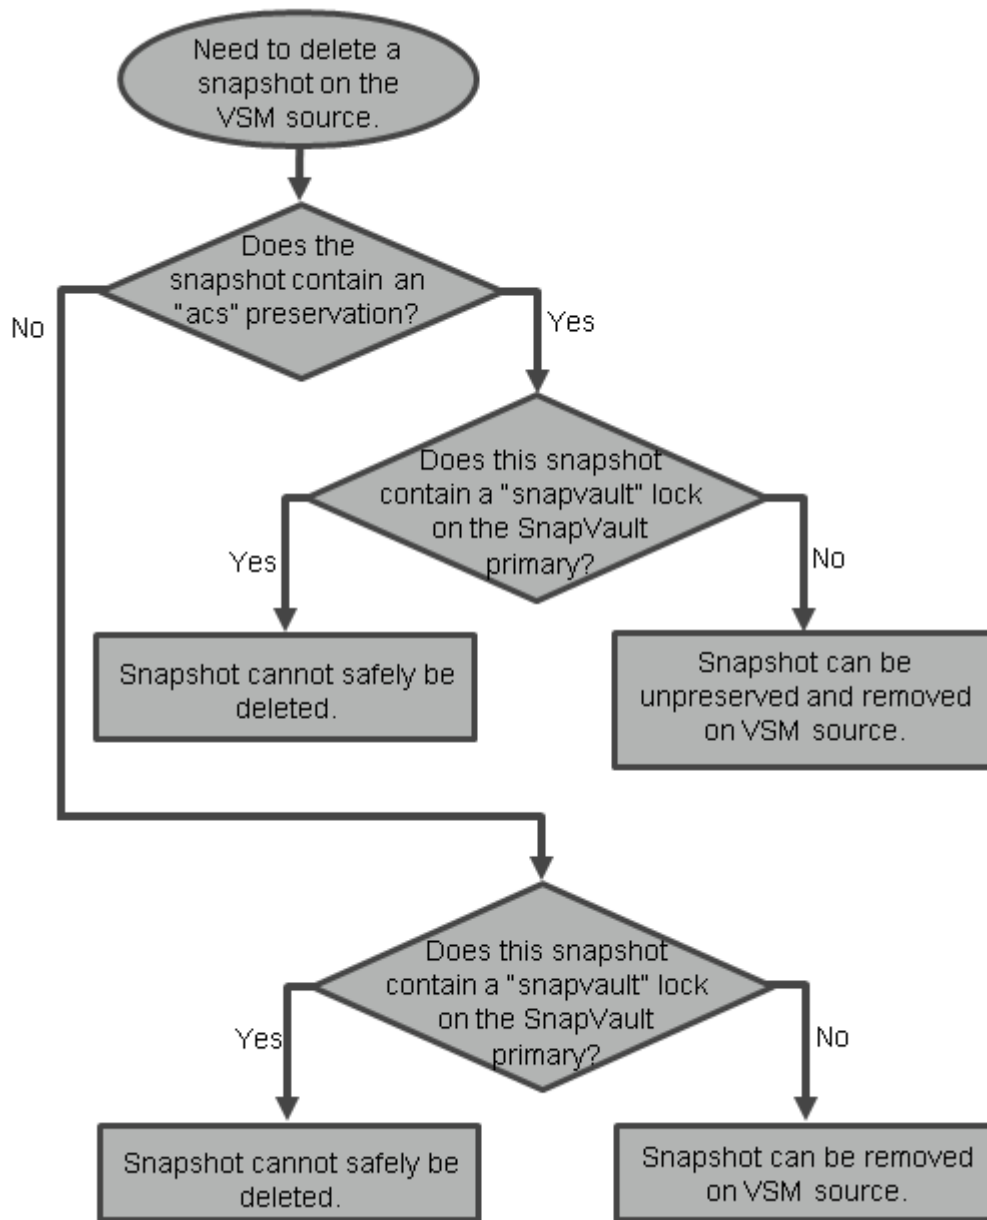 Need to delete a
snapshot on the
VSM source.
Does the
snapshot contain an
"acs" preservation?
No
Yes
Does this snapshot
contain a "snapvault" lock
on the SnapVault
primary?
Yes
No
Snapshot cannot safely be
deleted.
Snapshot can be
unpreserved and removed
on VSM source.
Does this snapshot
contain a "snapvault" lock
on the SnapVault
primary?
Yes
No
Snapshot cannot safely be
deleted.
Snapshot can be removed
on VSM source.